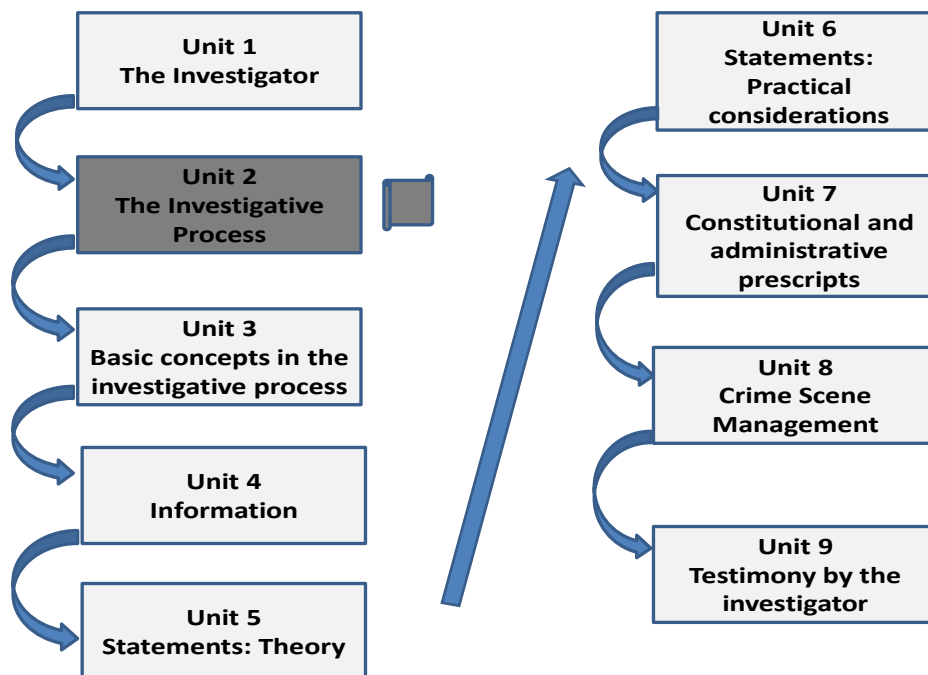 Unit 1
The Investigator
Unit 2
The Investigative
Process
Unit 3
Basic concepts in the
investigative process
Unit 4
Information
Unit 5
Statements: Theory
Unit 6
Statements:
Practical
considerations
Unit 7
Constitutional and
administrative
prescripts
Unit 8
Crime Scene
Management
Unit 9
Testimony by the
investigator